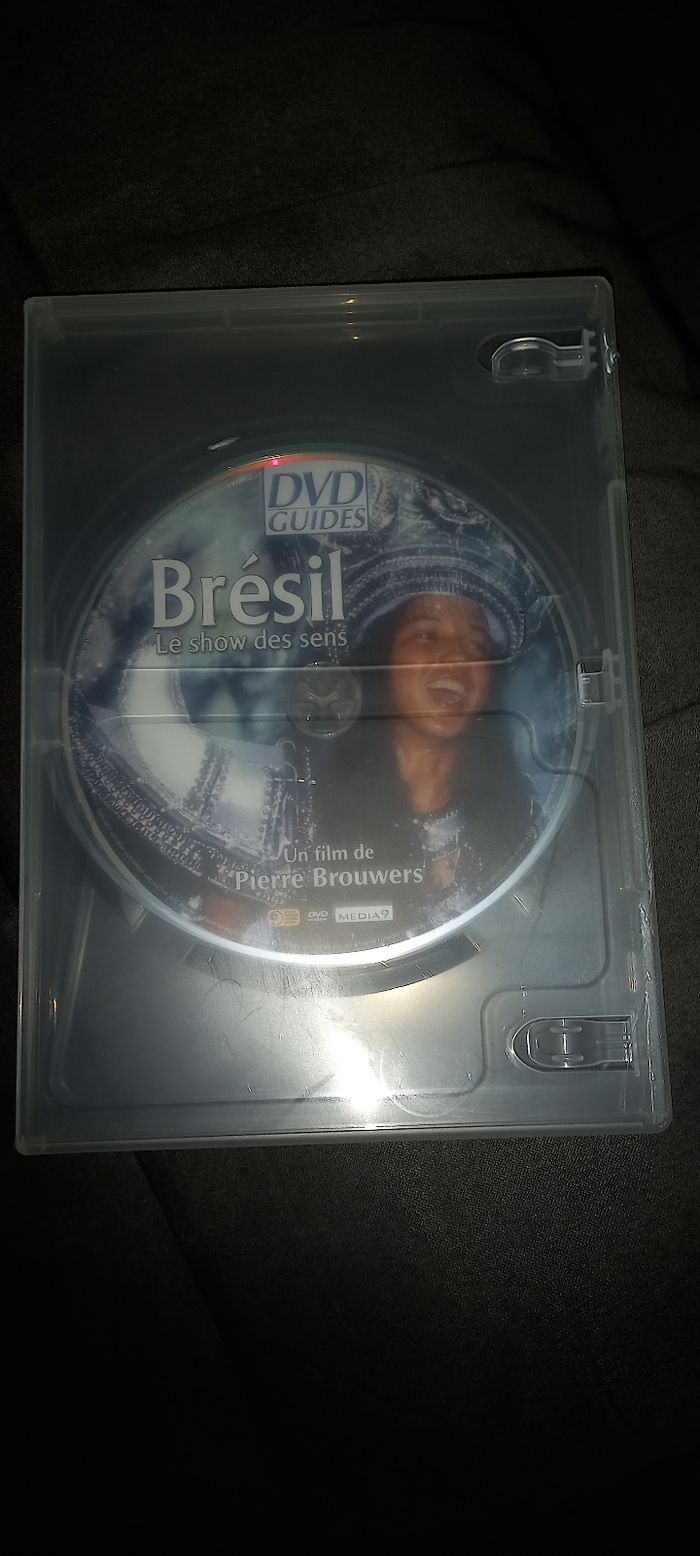 DVD
GUIDES
Brésil
Le show des sens
Un film de
Pierre Brouwers
DVD
MEDIA9